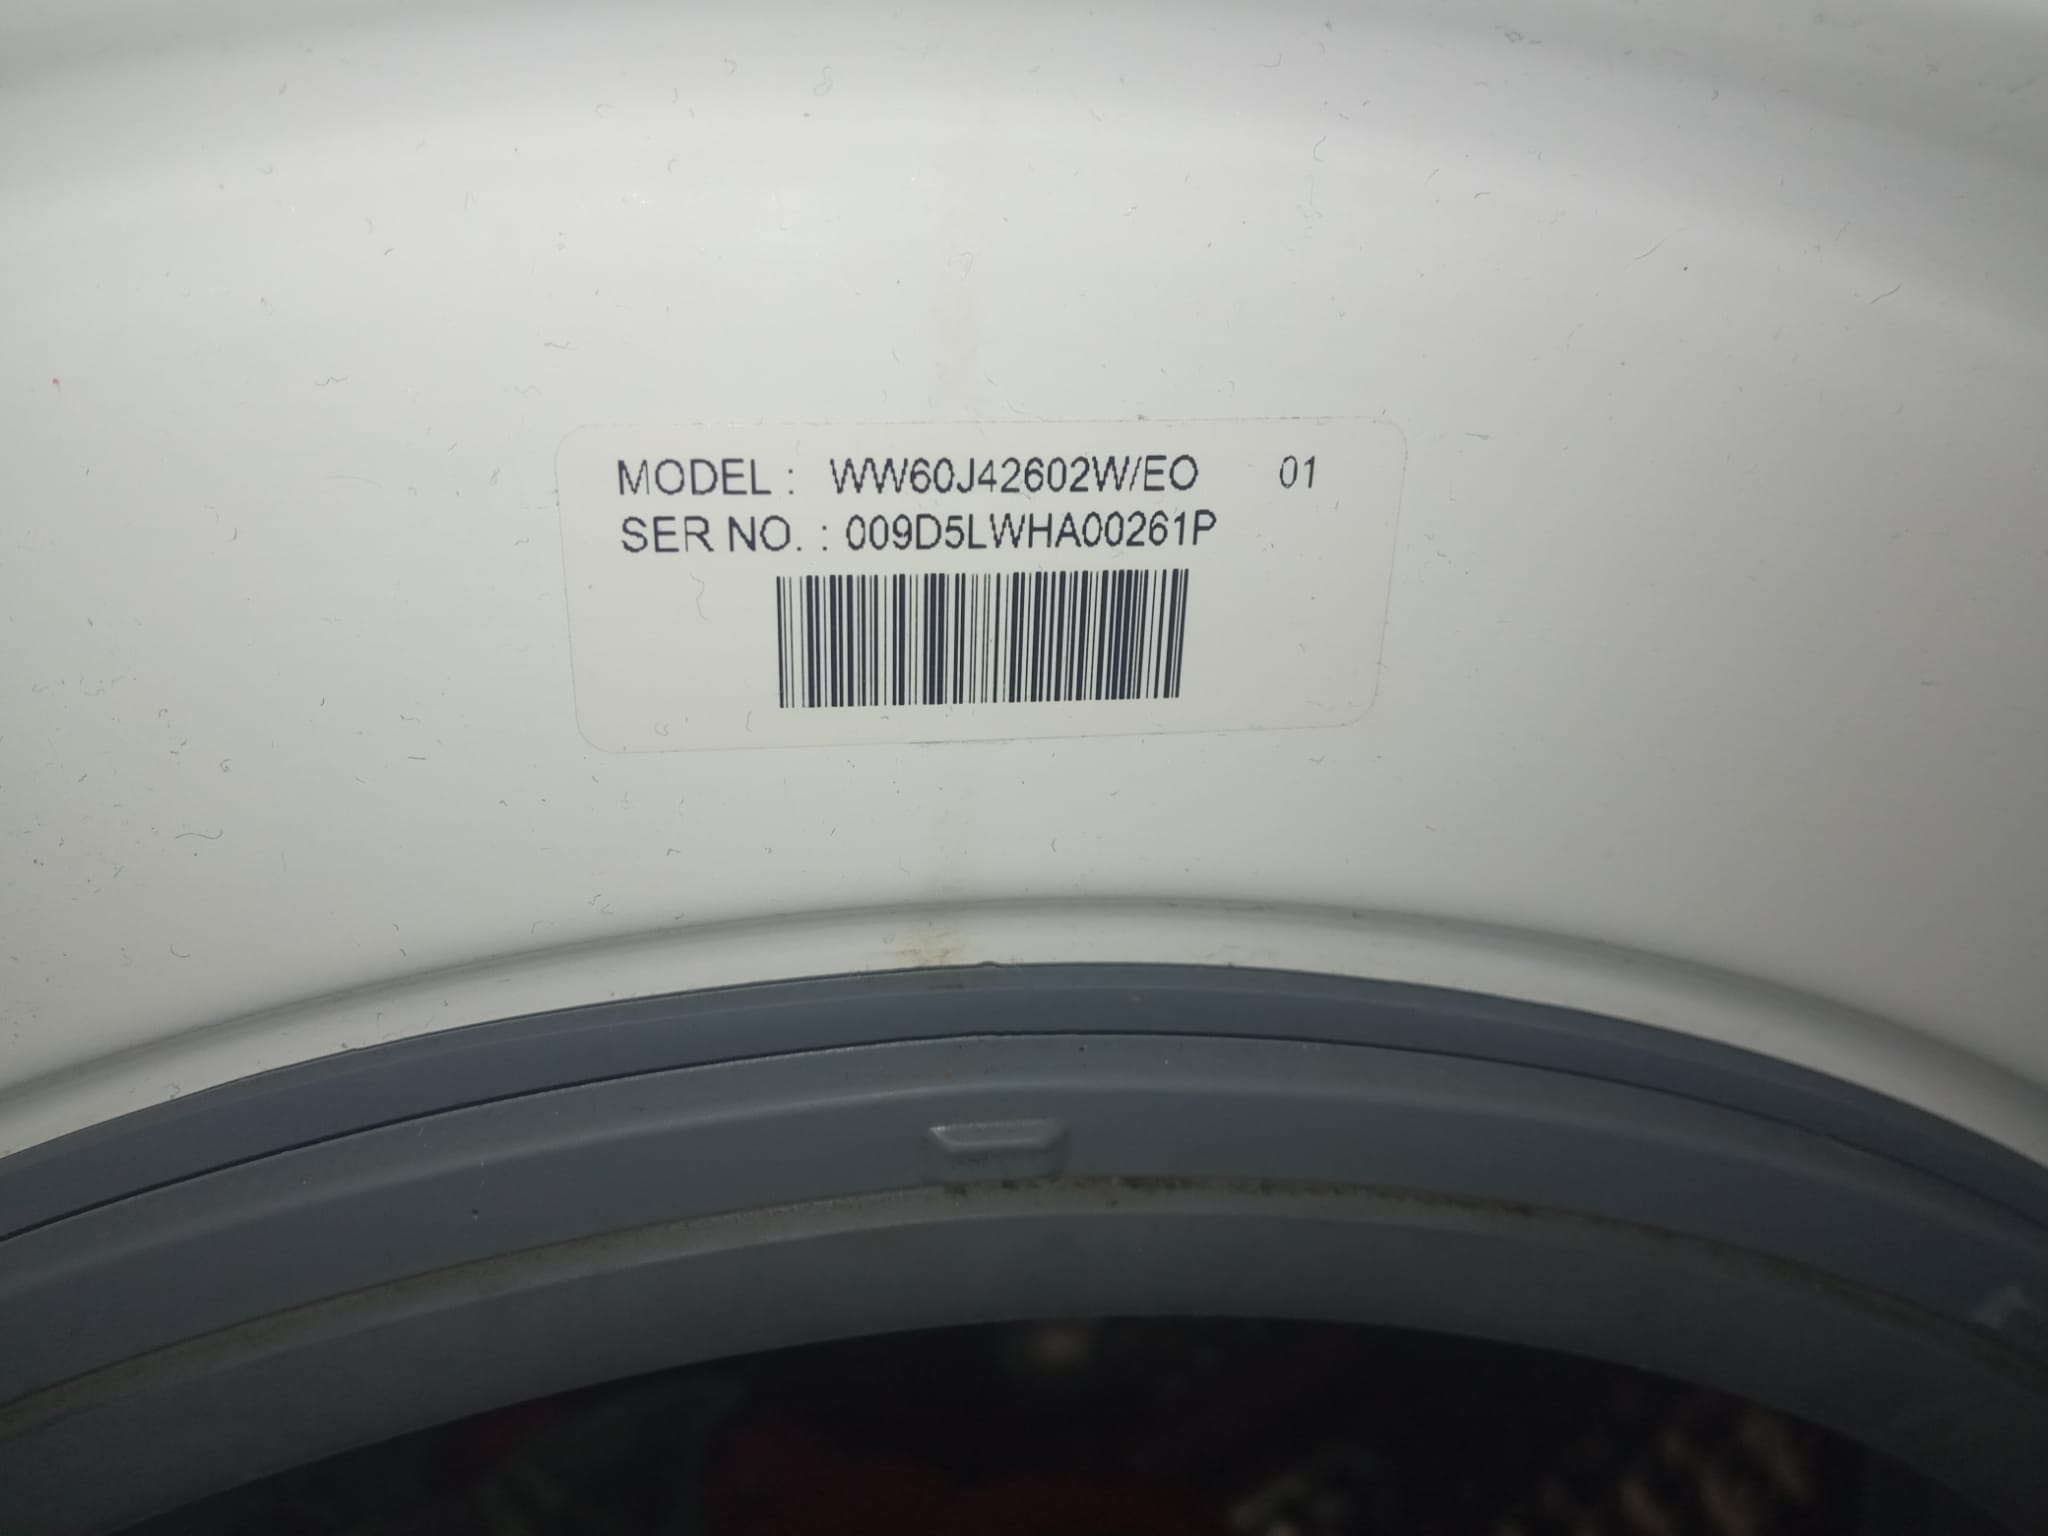 MODEL : WW60J42602W/EO 01
SER NO. : 009D5LWHA00261P